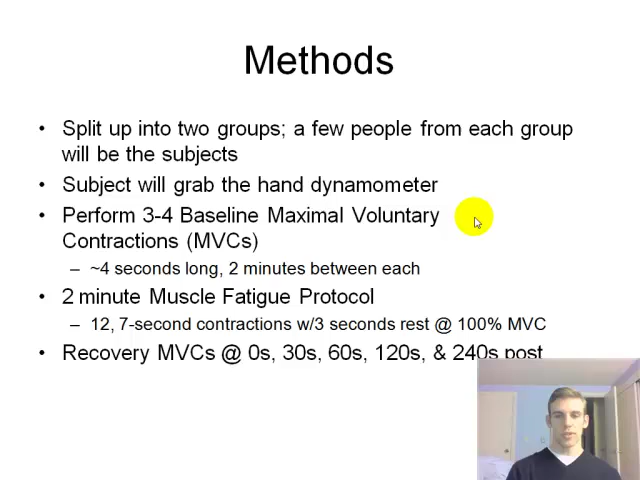 Methods
• Split up into two groups; a few people from each group
will be the subjects
• Subject will grab the hand dynamometer
• Perform 3-4 Baseline Maximal Voluntary
Contractions (MVCs)
– ~4 seconds long, 2 minutes between each
• 2 minute Muscle Fatigue Protocol
– 12, 7-second contractions w/3 seconds rest @ 100% MVC
• Recovery MVCs @ 0s, 30s, 60s, 120s, & 240s post